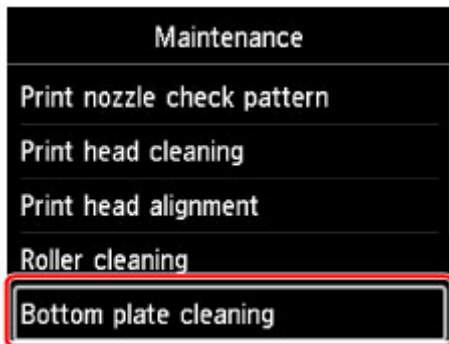 Maintenance
Print nozzle check pattern
Print head cleaning
Print head alignment
Roller cleaning
Bottom plate cleaning